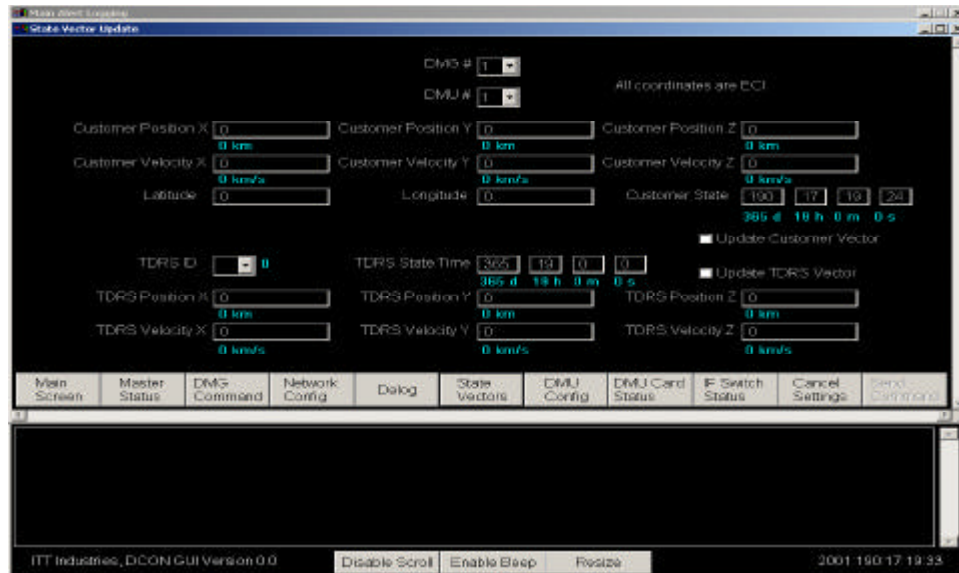 Main Alert Logging
State Vector Update
DMG # 1
DMU # 1
All coordinates are ECI
Customer Position X 0 Customer Position Y 0 Customer Position Z 0
0 km 0 km 0 km
Customer Velocity X 0 Customer Velocity Y 0 Customer Velocity Z 0
0 km/s 0 km/s 0 km/s
Latitude 0 Longitude 0 Customer State 190 17 19 24
365 d 19 h 0 m 0 s
Update Customer Vector
TDRS ID 0 TDRS State Time 365 19 0 0
365 d 19 h 0 m 0 s
Update TDRS Vector
TDRS Position X 0 TDRS Position Y 0 TDRS Position Z 0
0 km 0 km 0 km
TDRS Velocity X 0 TDRS Velocity Y 0 TDRS Velocity Z 0
0 km/s 0 km/s 0 km/s
Main Screen Master Status DMG Command Network Config Dialog State Vectors DMU Config DMU Card Status IF Switch Status Cancel Settings Send Command
ITT Industries, DCON GUI Version 0.0 Disable Scroll Enable Beep Resize 2001:190:17:19:33